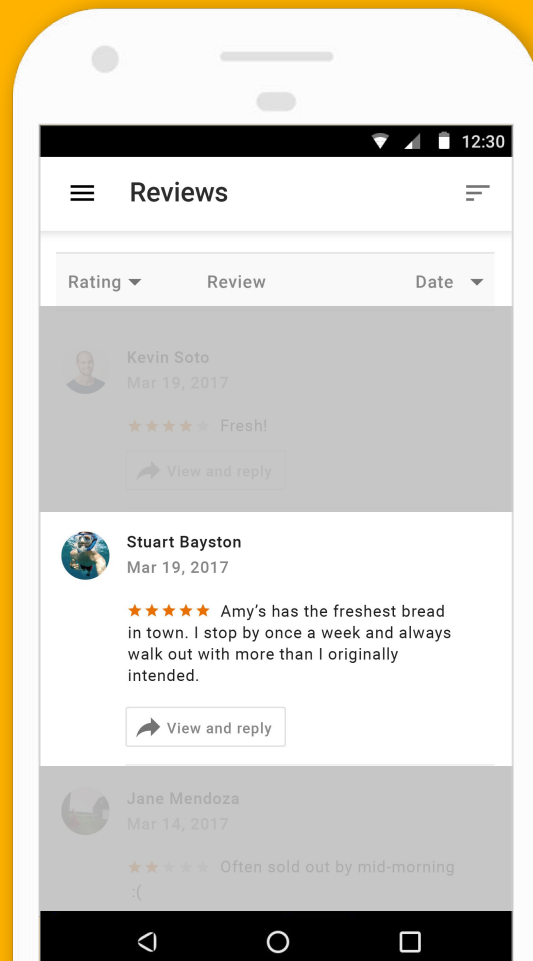 12:30
Reviews
Rating Review Date
Kevin Soto
Mar 19, 2017
Fresh!
View and reply
Stuart Bayston
Mar 19, 2017
Amy's has the freshest bread
in town. I stop by once a week and always
walk out with more than I originally
intended.
View and reply
Jane Mendoza
Mar 14, 2017
Often sold out by mid-morning
:(